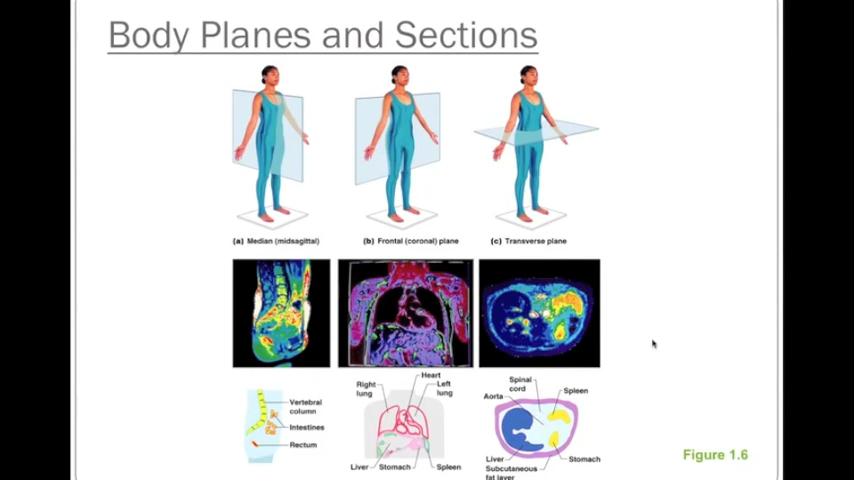 Body Planes and Sections
(a) Median (midsagittal)
(b) Frontal (coronal) plane
(c) Transverse plane
Vertebral
column
Intestines
Rectum
Right
lung
Heart
Left
lung
Liver
Stomach
Spleen
Spinal
cord
Aorta
Spleen
Liver
Subcutaneous
fat layer
Stomach
Figure 1.6